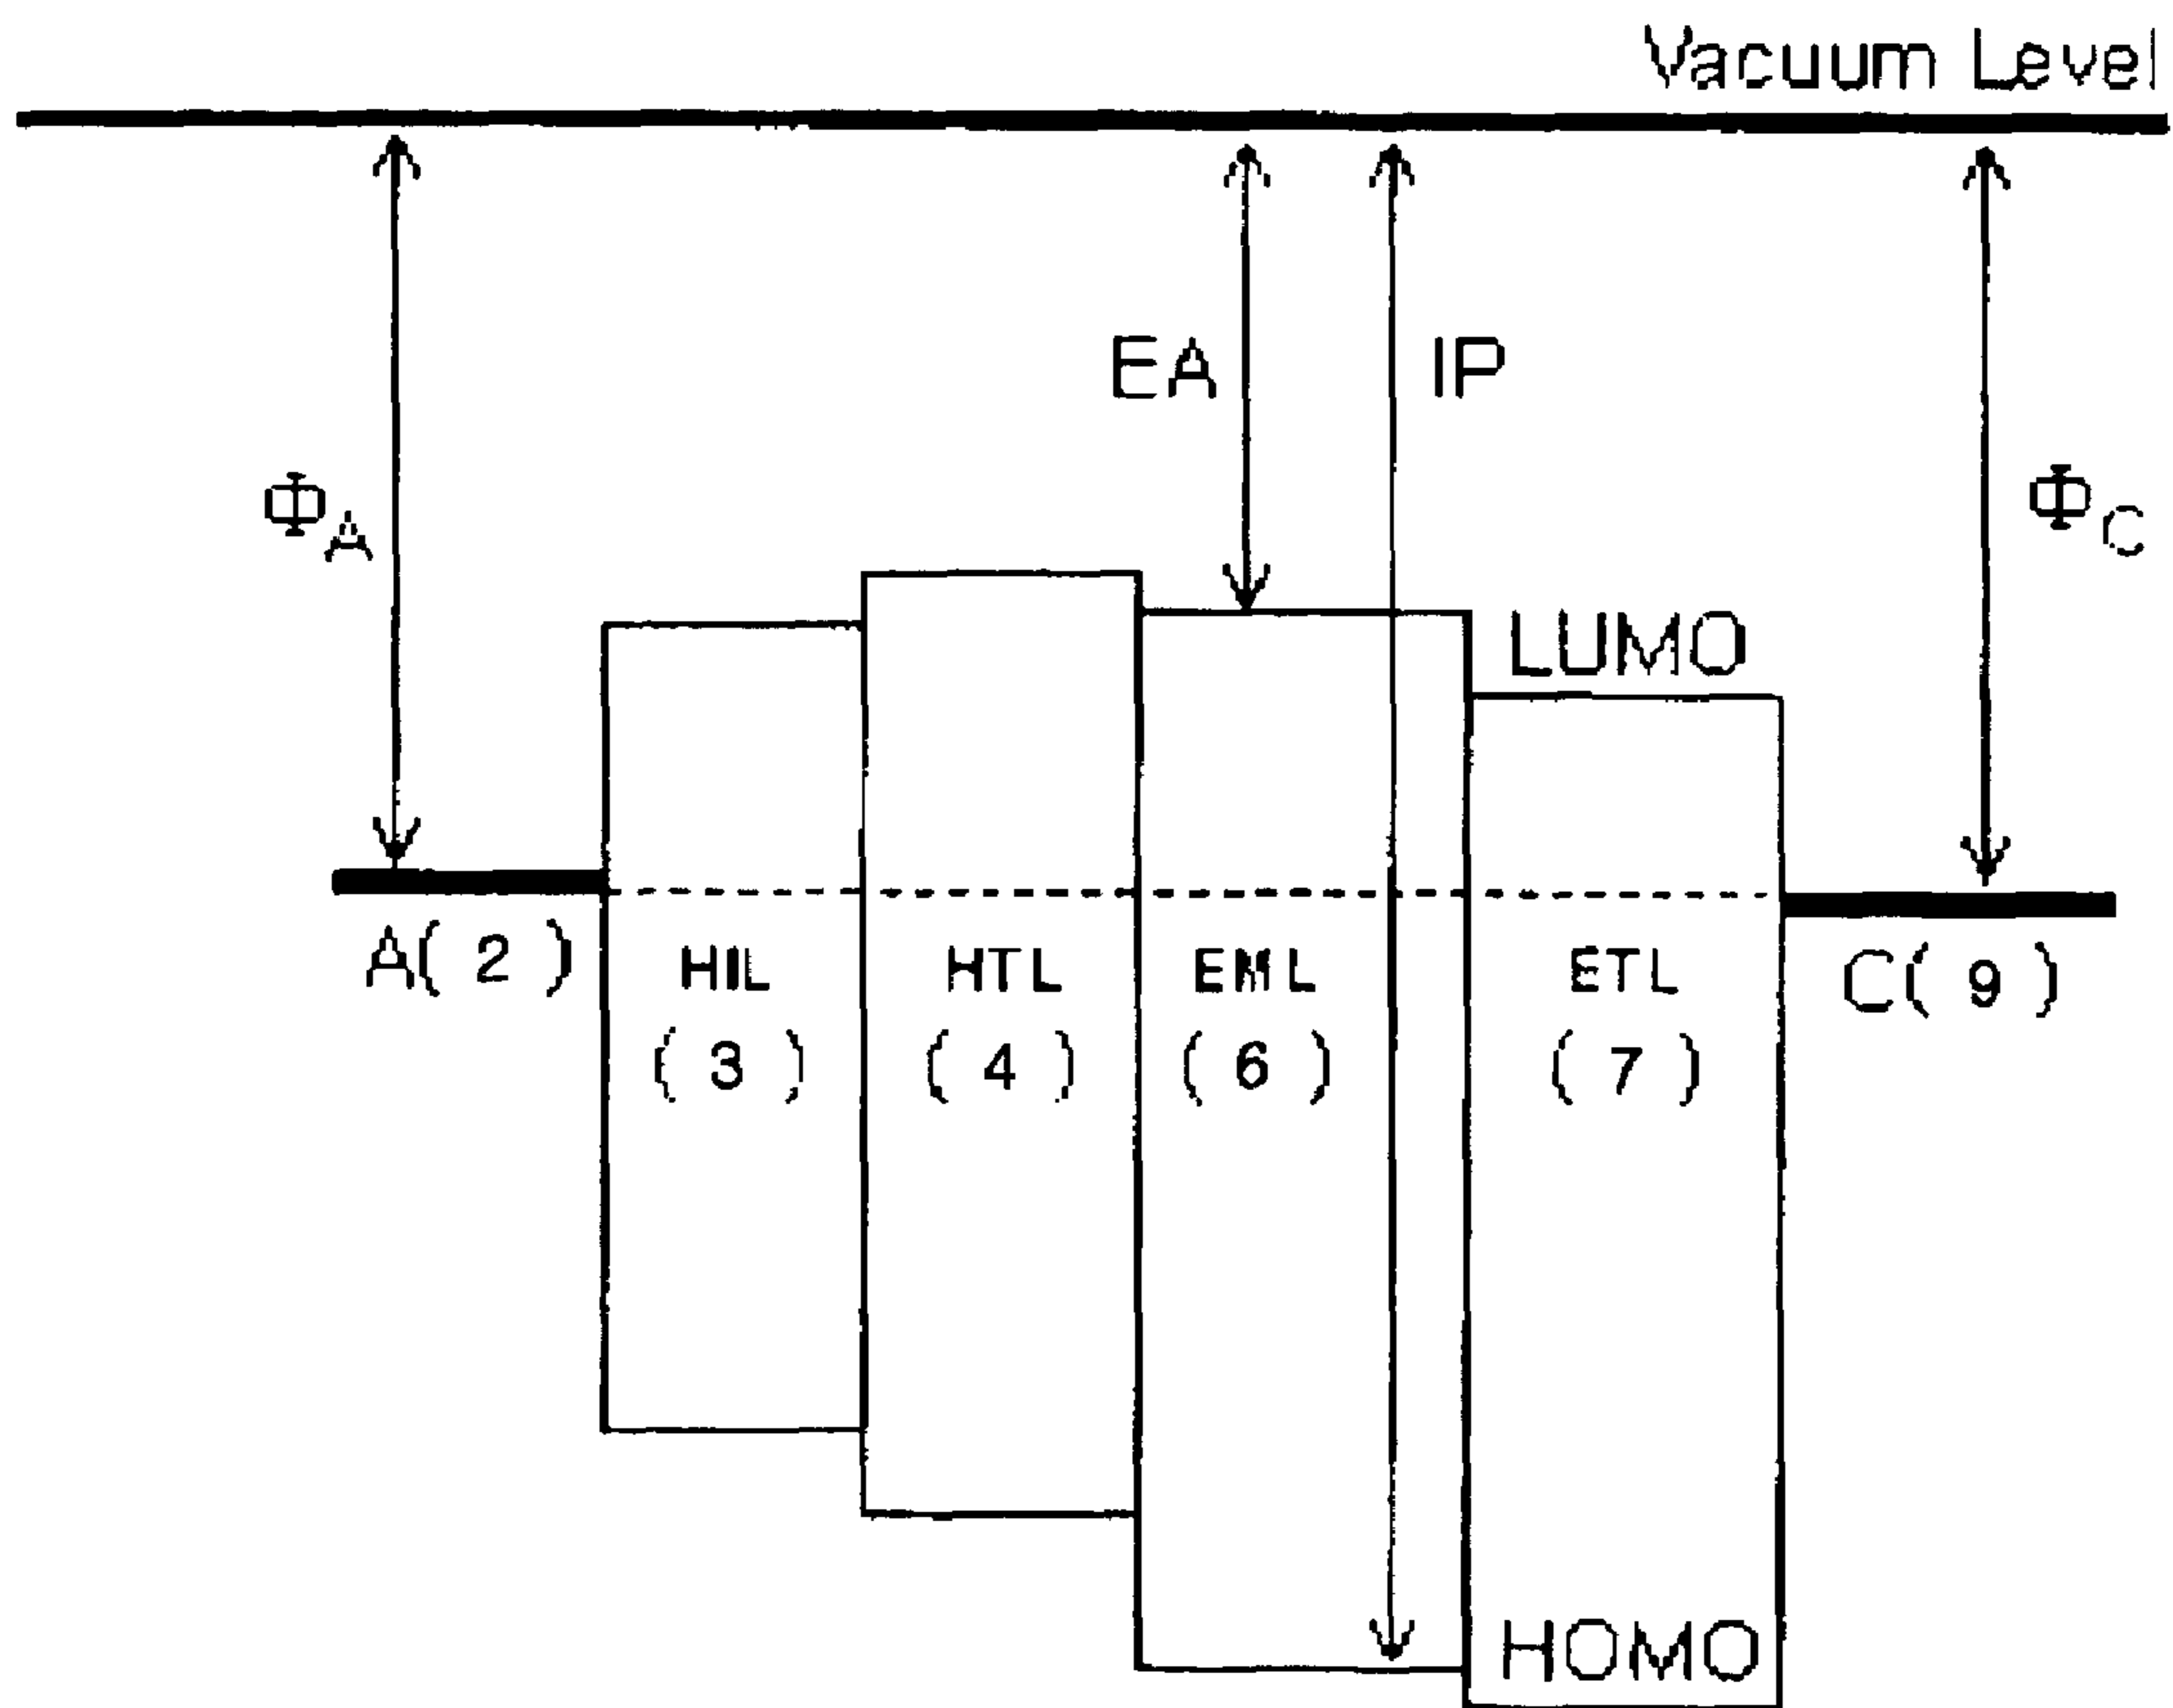 Vacuum Level
EA
IP
ΦA
ΦC
LUMO
A( 2 )
HIL
( 3 )
HTL
( 4 )
EML
( 6 )
ETL
( 7 )
C( 9 )
HOMO